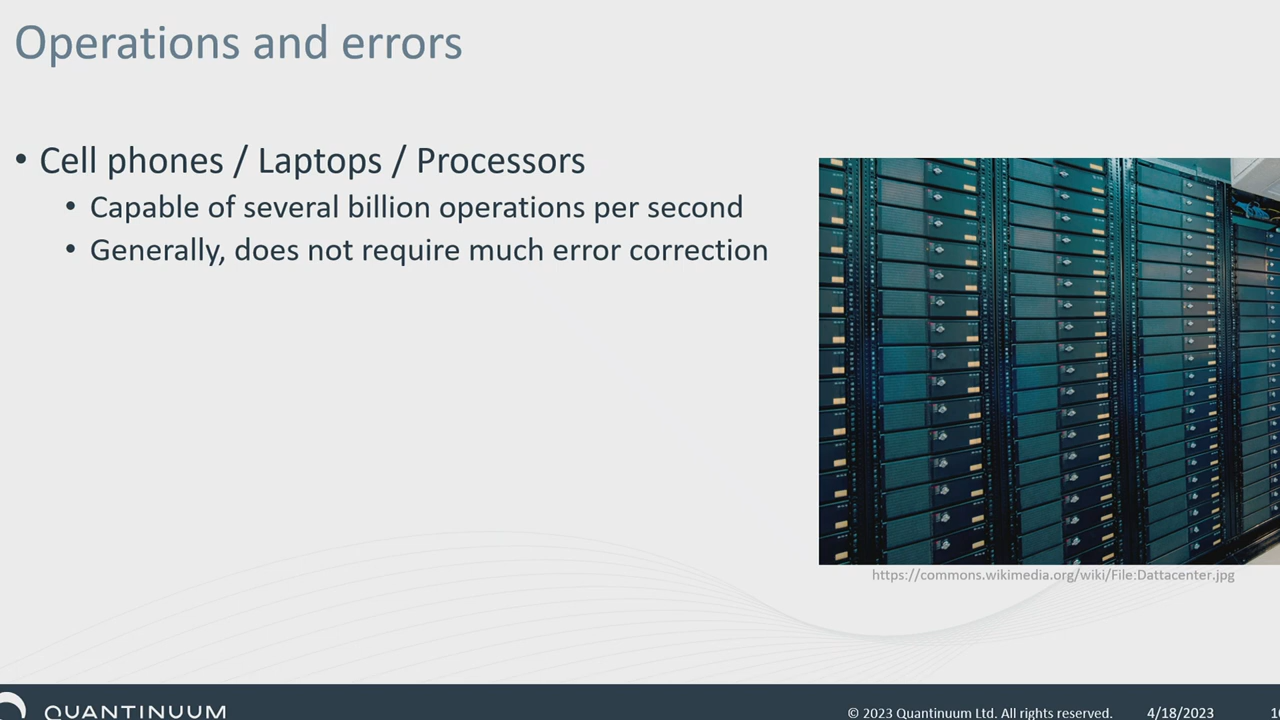 Operations and errors
• Cell phones / Laptops / Processors
• Capable of several billion operations per second
• Generally, does not require much error correction
https://commons.wikimedia.org/wiki/File:Dattacenter.jpg
QUANTINUUM
© 2023 Quantinuum Ltd. All rights reserved. 4/18/2023